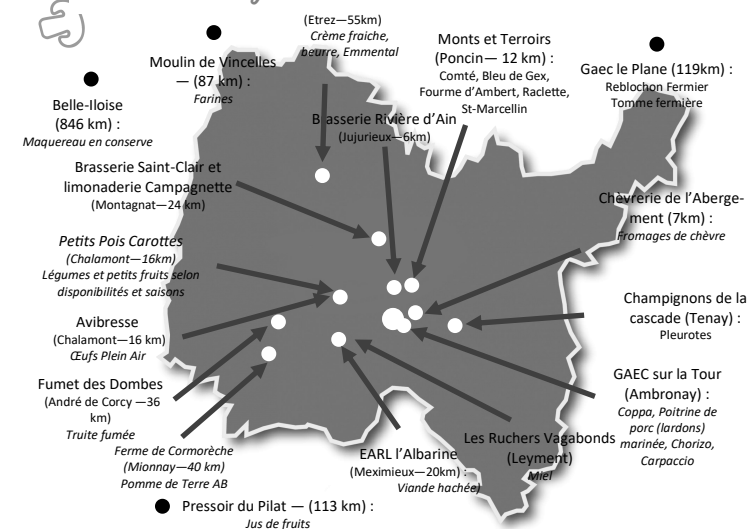 (Etrez—55km)
Crème fraiche,
beurre, Emmental
Moulin de Vincelles
— (87 km) :
Farines
Monts et Terroirs
(Poncin— 12 km) :
Comté, Bleu de Gex,
Fourme d’Ambert, Raclette,
St-Marcellin
Gaec le Plane (119km) :
Reblochon Fermier
Tomme fermière
Belle-Iloise
(846 km) :
Maquereau en conserve
Brasserie Rivière d’Ain
(Jujurieux—6km)
Brasserie Saint-Clair et
limonaderie Campagnette
(Montagnat—24 km)
Chèvrerie de l’Aberge-
ment (7km) :
Fromages de chèvre
Petits Pois Carottes
(Chalamont—16km)
Légumes et petits fruits selon
disponibilités et saisons
Champignons de la
cascade (Tenay) :
Pleurotes
Avibresse
(Chalamont—16 km)
Œufs Plein Air
GAEC sur la Tour
(Ambronay) :
Coppa, Poitrine de
porc (lardons)
marinée, Chorizo,
Carpaccio
Fumet des Dombes
(André de Corcy —36
km)
Truite fumée
Ferme de Cormorèche
(Mionnay—40 km)
Pomme de Terre AB
EARL l’Albarine
(Meximieux—20km) :
Viande hachée)
Les Ruchers Vagabonds
(Leyment)
Miel
Pressoir du Pilat — (113 km) :
Jus de fruits